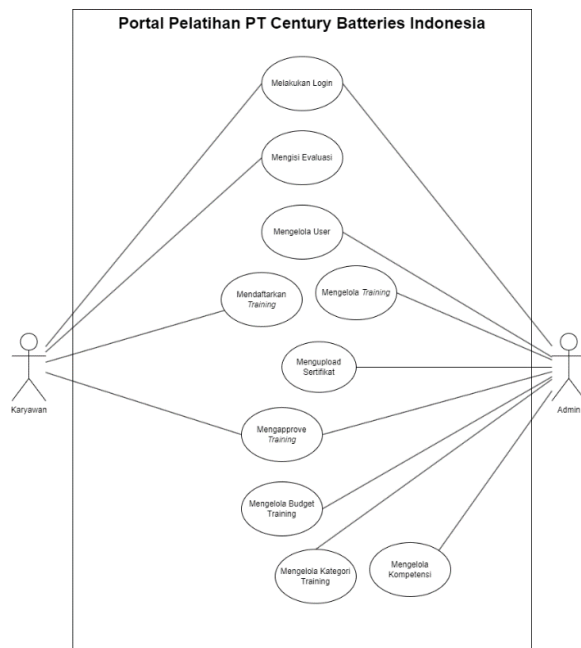 Portal Pelatihan PT Century Batteries Indonesia
Melakukan Login
Mengisi Evaluasi
Mengelola User
Mendaftarkan
Training
Mengelola Training
Mengupload
Sertifikat
Karyawan
Admin
Mengapprove
Training
Mengelola Budget
Training
Mengelola Kategori
Training
Mengelola
Kompetensi